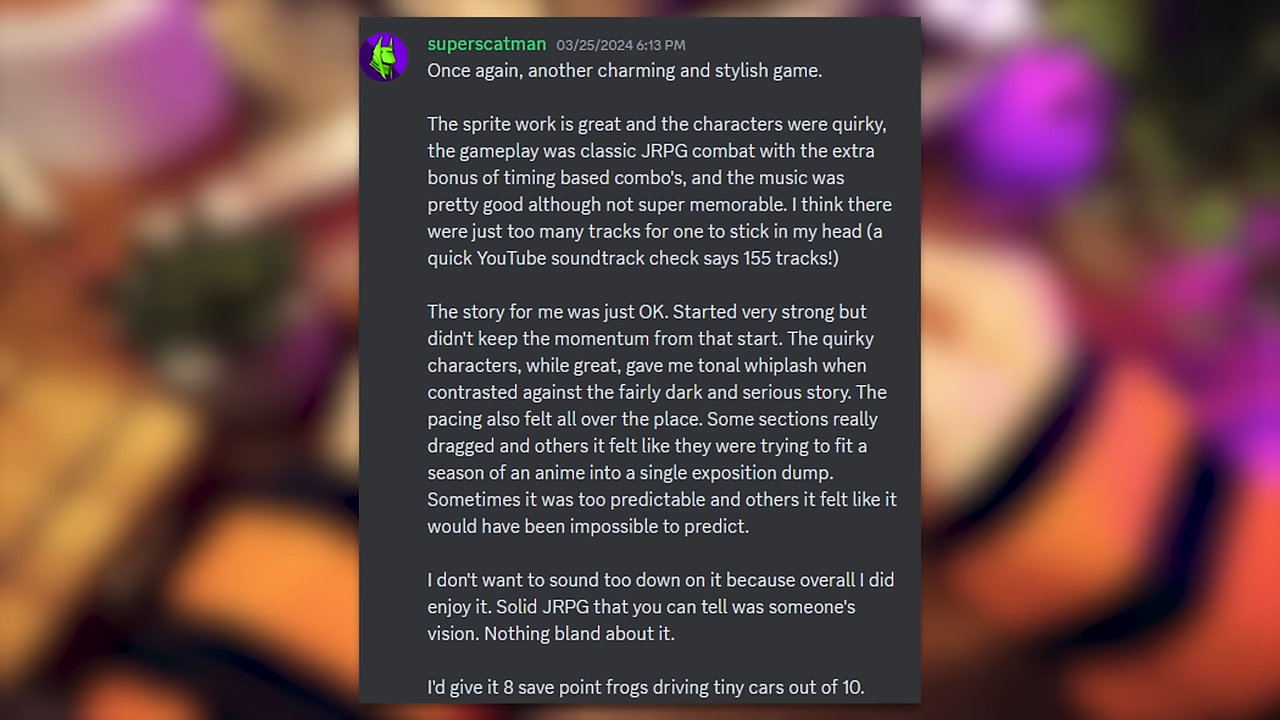 superscatman 03/25/2024 6:13 PM
Once again, another charming and stylish game.
The sprite work is great and the characters were quirky,
the gameplay was classic JRPG combat with the extra
bonus of timing based combo's, and the music was
pretty good although not super memorable. I think there
were just too many tracks for one to stick in my head (a
quick YouTube soundtrack check says 155 tracks!)
The story for me was just OK. Started very strong but
didn't keep the momentum from that start. The quirky
characters, while great, gave me tonal whiplash when
contrasted against the fairly dark and serious story. The
pacing also felt all over the place. Some sections really
dragged and others it felt like they were trying to fit a
season of an anime into a single exposition dump.
Sometimes it was too predictable and others it felt like it
would have been impossible to predict.
I don't want to sound too down on it because overall I did
enjoy it. Solid JRPG that you can tell was someone's
vision. Nothing bland about it.
I'd give it 8 save point frogs driving tiny cars out of 10.